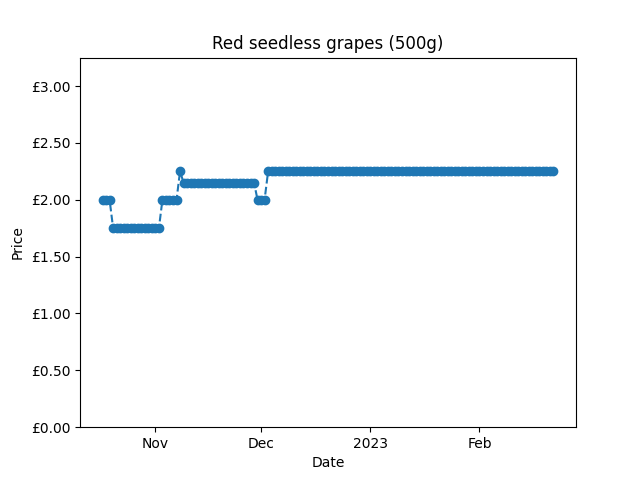 Red seedless grapes (500g)
£3.00
£2.50
£2.00
£1.50
£1.00
£0.50
£0.00
Price
Nov Dec 2023 Feb
Date